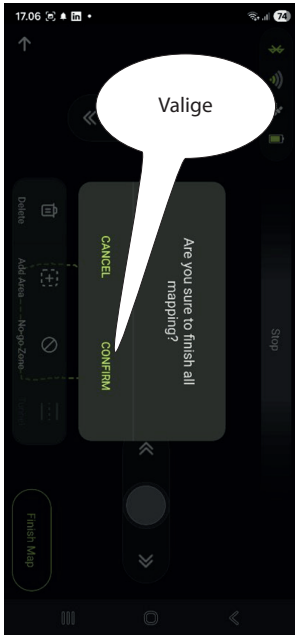 17.06
74
Valige
Stop
Are you sure to finish all
mapping?
CANCEL
CONFIRM
Delete
Add Area
No-go Zone
Finish Map